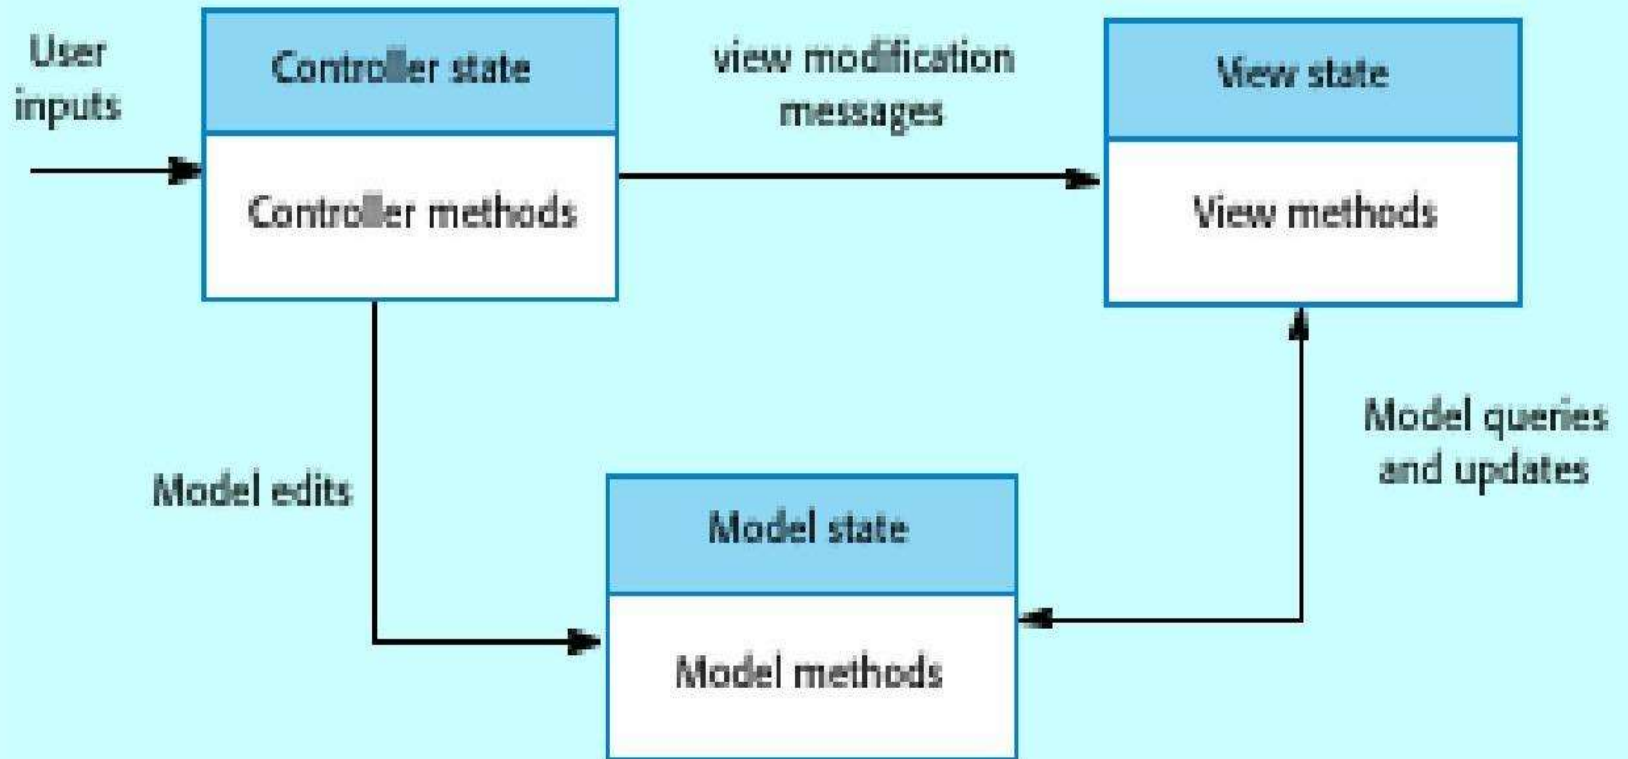 User
inputs
Controller state
Controller methods
view modification
messages
View state
View methods
Model edits
Model state
Model methods
Model queries
and updates